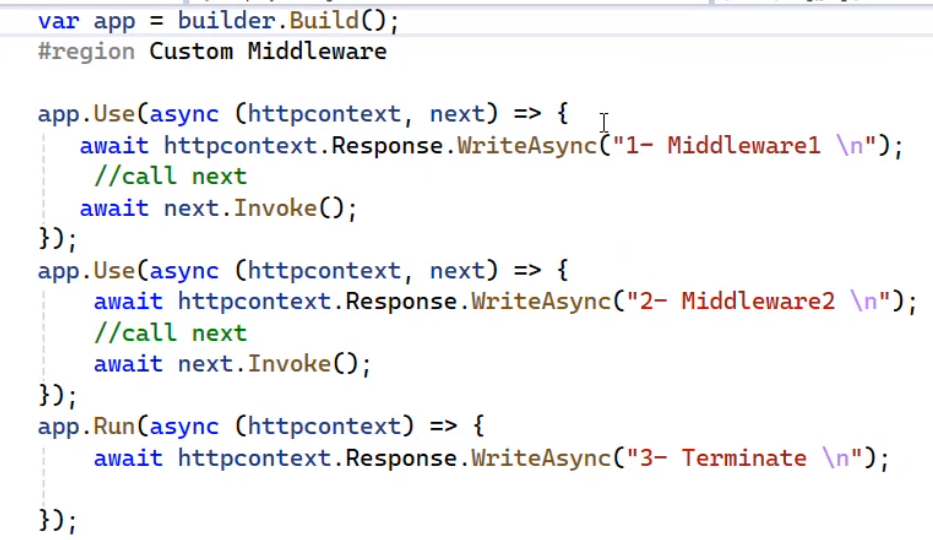 var app = builder.Build();
#region Custom Middleware
app.Use(async (httpcontext, next) => {
await httpcontext.Response.WriteAsync("1- Middleware1 \n");
//call next
await next.Invoke();
});
app.Use(async (httpcontext, next) => {
await httpcontext.Response.WriteAsync("2- Middleware2 \n");
//call next
await next.Invoke();
});
app.Run(async (httpcontext) => {
await httpcontext.Response.WriteAsync("3- Terminate \n");
});